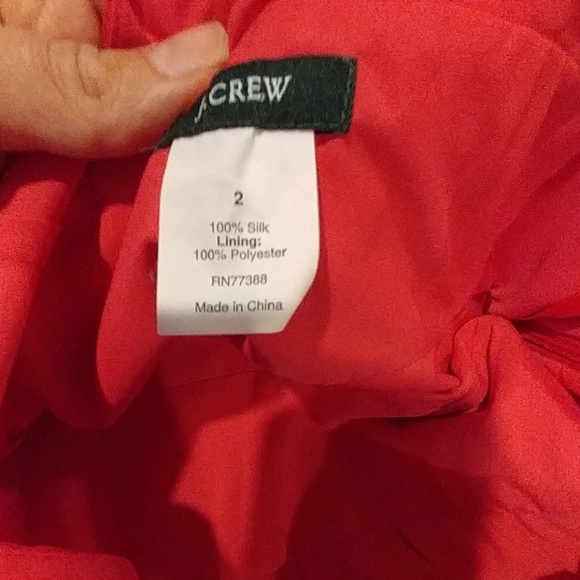 J.CREW
2
100% Silk
Lining:
100% Polyester
RN77388
Made in China